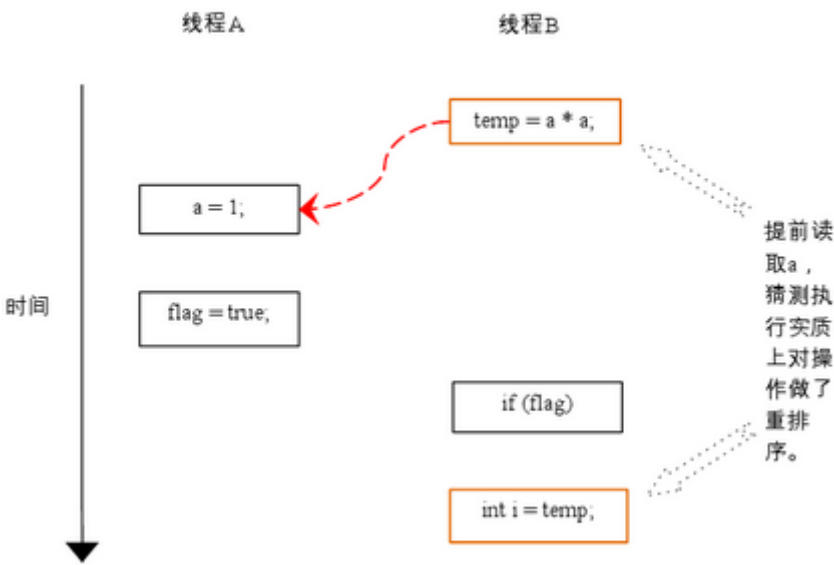 线程A
线程B
temp = a * a;
a = 1;
flag = true;
时间
if (flag)
int i = temp;
提前读
取a，
猜测执
行实质
上对操
作做了
重排
序。